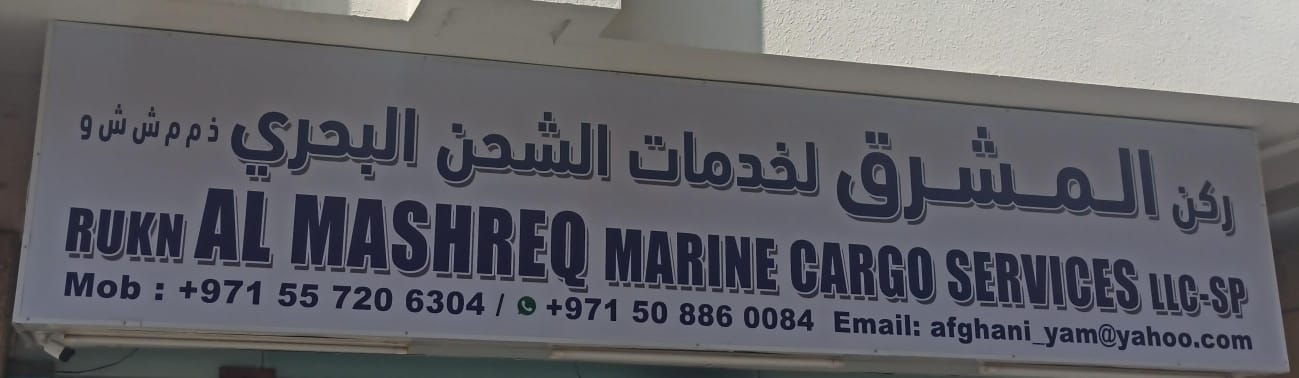 ركن المشرق لخدمات الشحن البحري ذ م م ش ش و
RUKN AL MASHREQ MARINE CARGO SERVICES LLC-SP
Mob : +971 55 720 6304 / +971 50 886 0084 Email: afghani_yam@yahoo.com